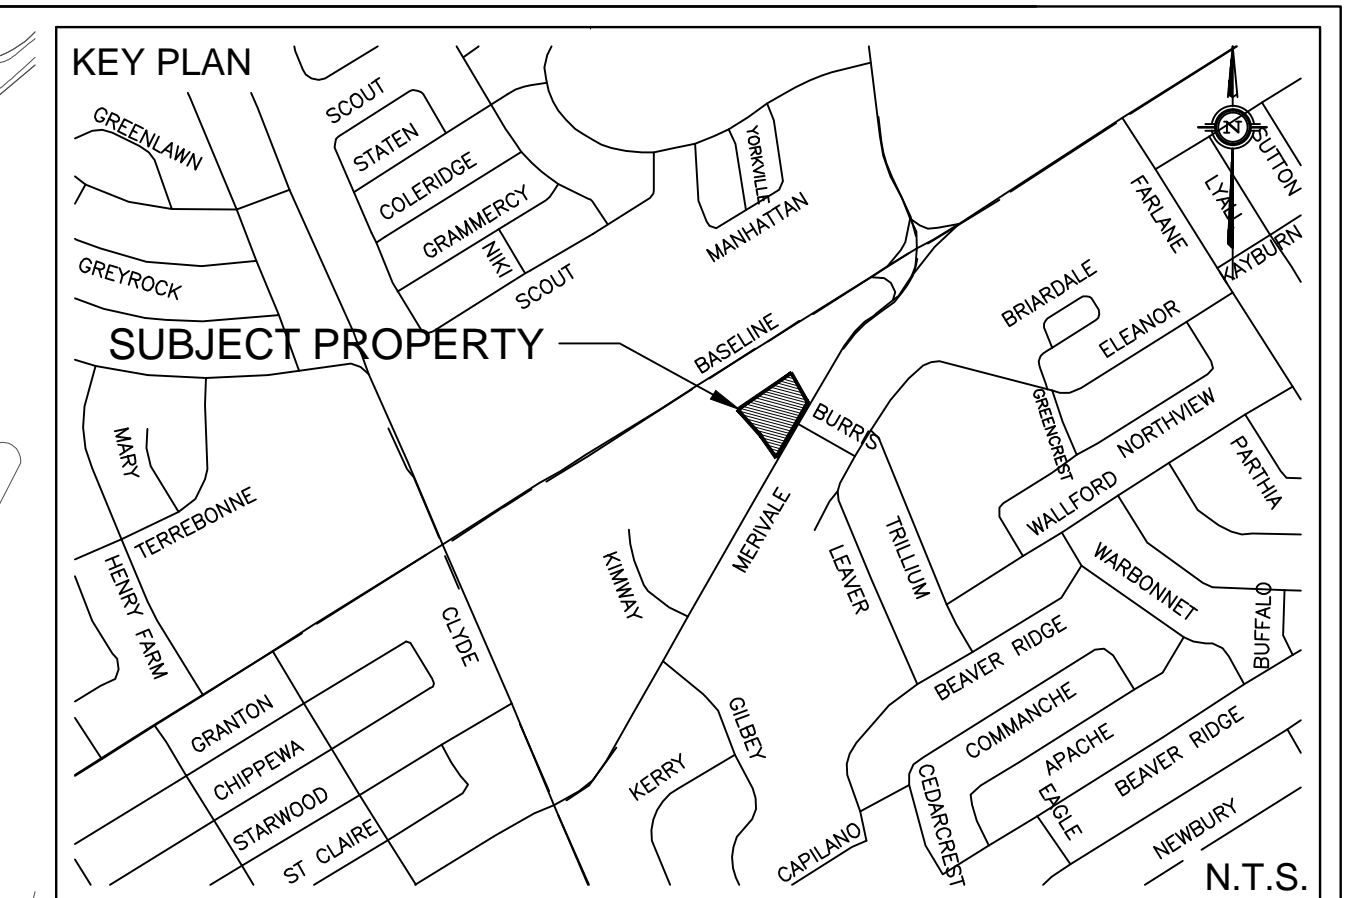 KEY PLAN
GREENLAWN
SCOUT
STATEN
COLERIDGE
GRAMMERCY
NIKI
SCOUT
YORKVILLE
MANHATTAN
N
SUTTON
LYALL
FARLANE
KAYBURN
GREYROCK
SUBJECT PROPERTY
BASELINE
BRIARDALE
ELEANOR
BURRIS
GREENCREST
NORTHVIEW
WALLFORD
PARTHIA
MARY
TERREBONNE
HENRY FARM
CLYDE
KIMWAY
MERIVALE
LEAVER
TRILLIUM
WARBONNET
BUFFALO
BEAVER RIDGE
GRANTON
CHIPPEWA
STARWOOD
ST CLAIRE
KERRY
GILBEY
COMMANCHE
APACHE
BEAVER RIDGE
CEDARCREST
EAGLE
NEWBURY
CAPILANO
N.T.S.